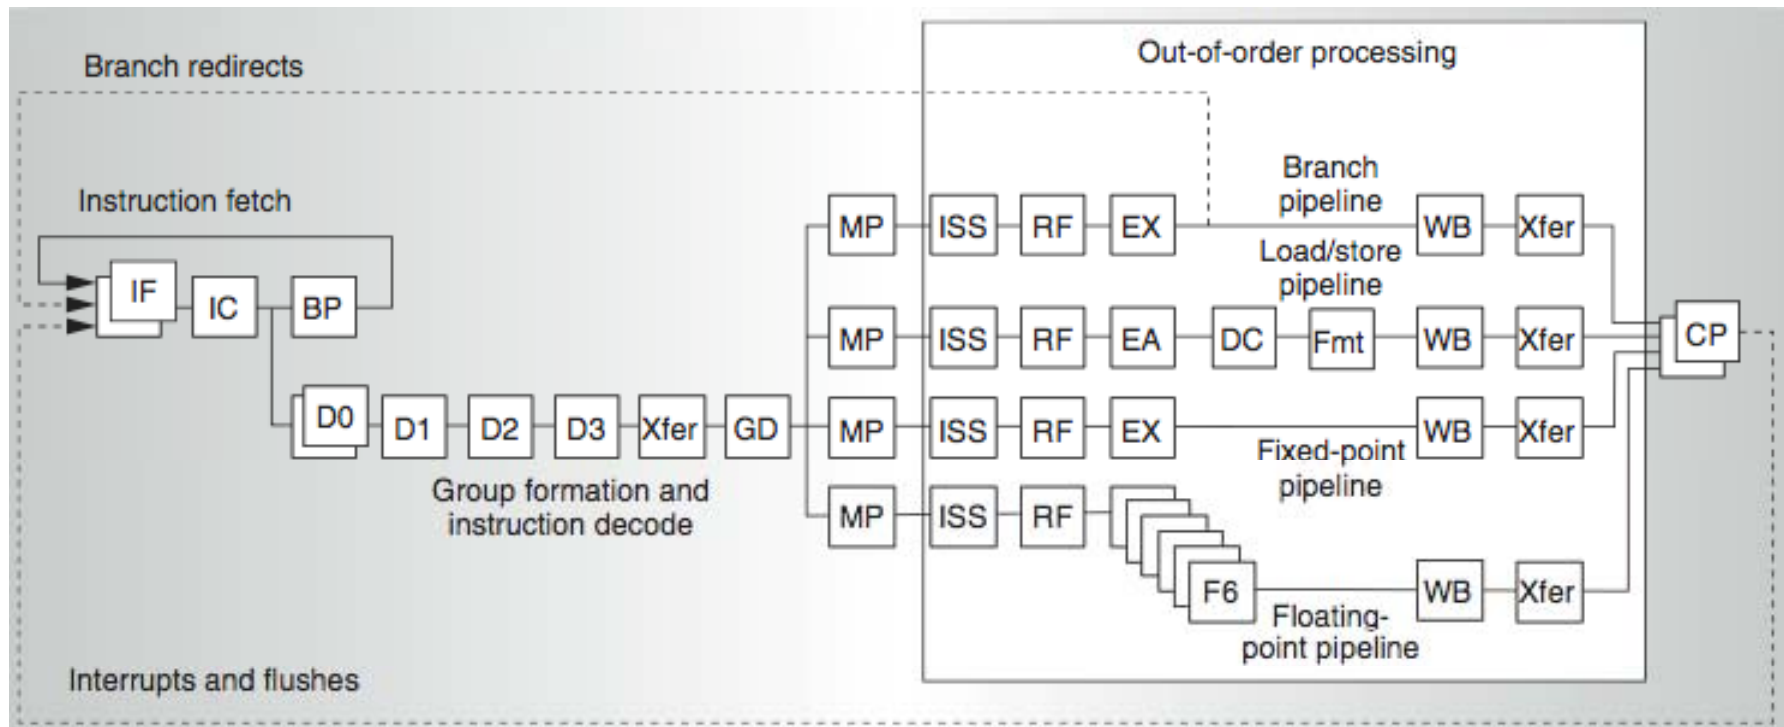 Out-of-order processing
Branch redirects
Instruction fetch
Branch
pipeline
MP ISS RF EX WB Xfer
Load/store
pipeline
IF IC BP
MP ISS RF EA DC Fmt WB Xfer CP
D0 D1 D2 D3 Xfer GD MP ISS RF EX WB Xfer
Fixed-point
pipeline
Group formation and
instruction decode
MP ISS RF
F6 WB Xfer
Floating-
point pipeline
Interrupts and flushes